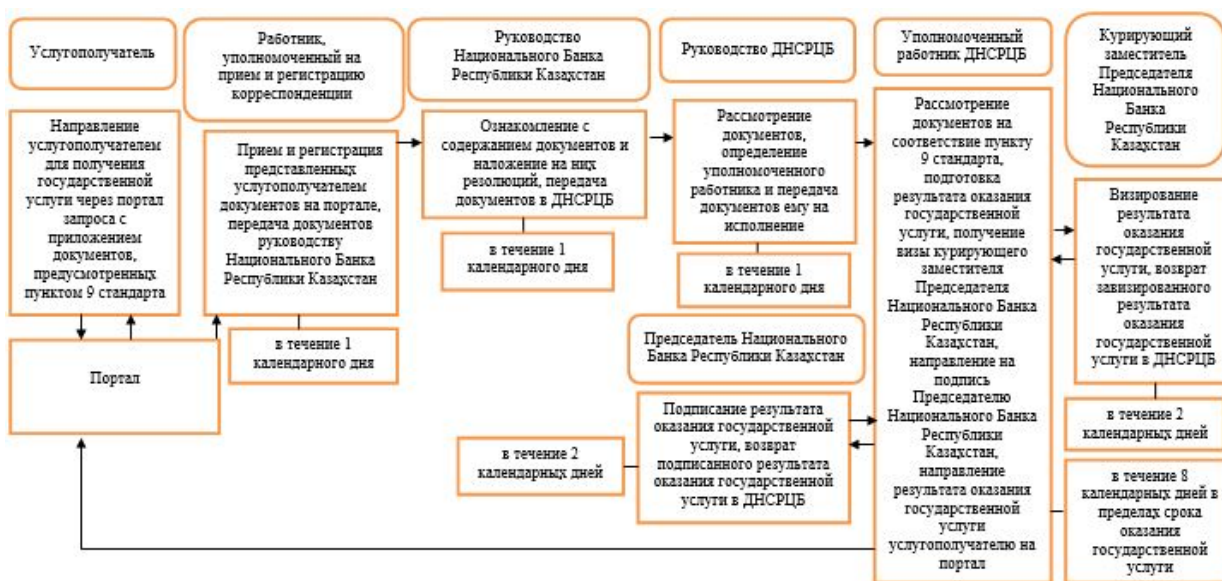 Услугополучатель
Работник,
уполномоченный на
прием и регистрацию
корреспонденции
Руководство
Национального Банка
Республики Казахстан
Руководство ДНСРЦБ
Уполномоченный
работник ДНСРЦБ
Курирующий
заместитель
Председателя
Национального
Банка
Республики
Казахстан
Направление
услугополучателем
для получения
государственной
услуги через портал
запроса с
приложением
документов,
предусмотренных
пунктом 9 стандарта
Прием и регистрация
представленных
услугополучателем
документов на портале,
передача документов
руководству
Национального Банка
Республики Казахстан
Ознакомление с
содержанием документов и
наложение на них
резолюций, передача
документов в ДНСРЦБ
Рассмотрение
документов,
определение
уполномоченного
работника и передача
документов ему на
исполнение
Рассмотрение
документов на
соответствие пункту
9 стандарта,
подготовка
результата оказания
государственной
услуги, получение
визы курирующего
заместителя
Председателя
Национального Банка
Республики
Казахстан,
направление на
подпись
Председателю
Национального Банка
Республики
Казахстан,
направление
результата оказания
государственной
услуги
услугополучателю на
портал
Визирование
результата
оказания
государственной
услуги, возврат
завизированного
результата
оказания
государственной
услуги в ДНСРЦБ
в течение 1
календарного дня
в течение 1
календарного дня
в течение 1
календарного дня
Портал
Председатель Национального
Банка Республики Казахстан
Подписание результата
оказания государственной
услуги, возврат
подписанного результата
оказания государственной
услуги в ДНСРЦБ
в течение 2
календарных дней
в течение 2
календарных дней
в течение 8
календарных дней в
пределах срока
оказания
государственной
услуги